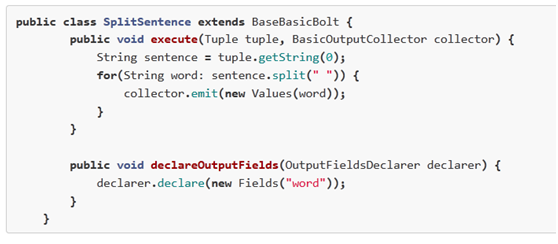 public class SplitSentence extends BaseBasicBolt {
        public void execute(Tuple tuple, BasicOutputCollector collector) {
            String sentence = tuple.getString(0);
            for(String word: sentence.split(" ")) {
                collector.emit(new Values(word));
            }
        }

        public void declareOutputFields(OutputFieldsDeclarer declarer) {
            declarer.declare(new Fields("word"));
        }
    }